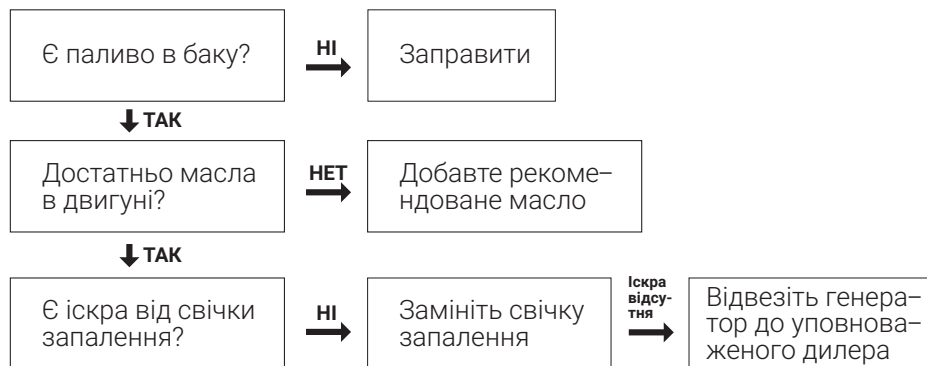 Є паливо в баку?
НІ
Заправити
ТАК
Достатньо масла
в двигуні?
НЕТ
Добавте рекоме–
ндоване масло
ТАК
Є іскра від свічки
запалення?
НІ
Замініть свічку
запалення
Іскра
відсу-
тня
Відвезіть генера–
тор до уповнова–
женого дилера